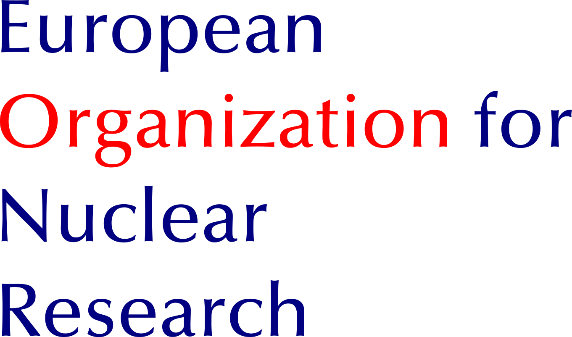 European
Organization for
Nuclear
Research